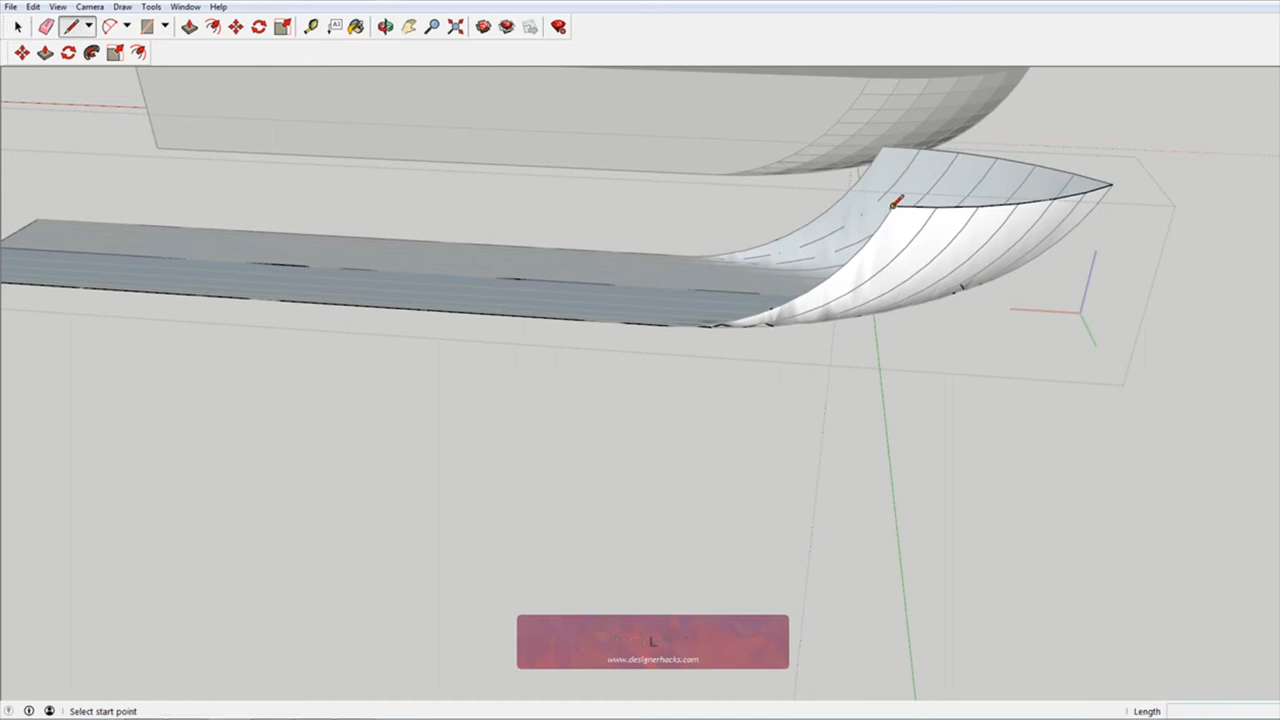 File Edit View Camera Draw Tools Window Help
L
www.designerhacks.com
Select start point
Length